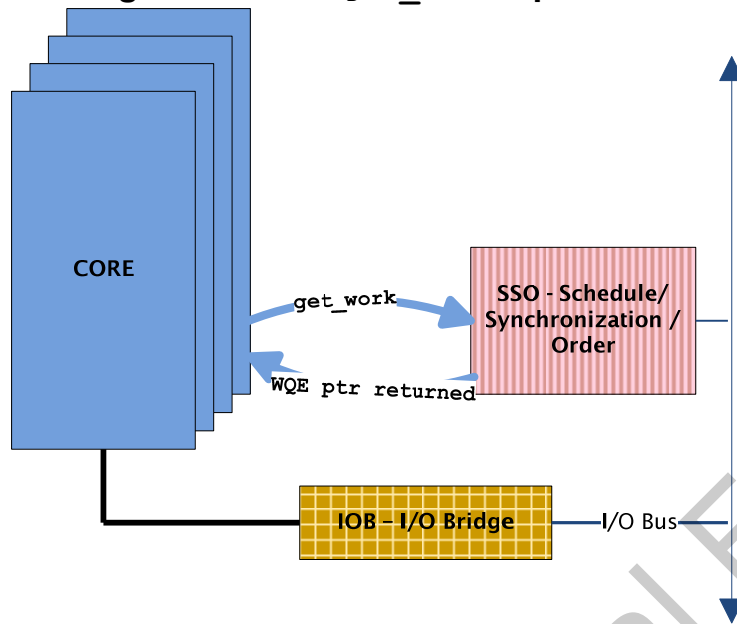 CORE
get_work
SSO - Schedule/
Synchronization /
Order
WQE ptr returned
IOB – I/O Bridge
I/O Bus